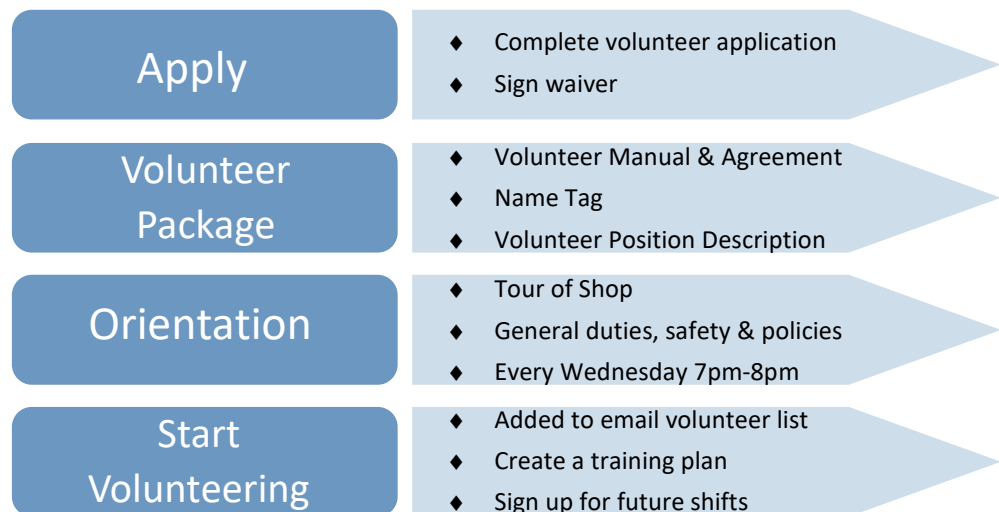 Apply
♦ Complete volunteer application
♦ Sign waiver
Volunteer
Package
♦ Volunteer Manual & Agreement
♦ Name Tag
♦ Volunteer Position Description
Orientation
♦ Tour of Shop
♦ General duties, safety & policies
♦ Every Wednesday 7pm-8pm
Start
Volunteering
♦ Added to email volunteer list
♦ Create a training plan
♦ Sign up for future shifts